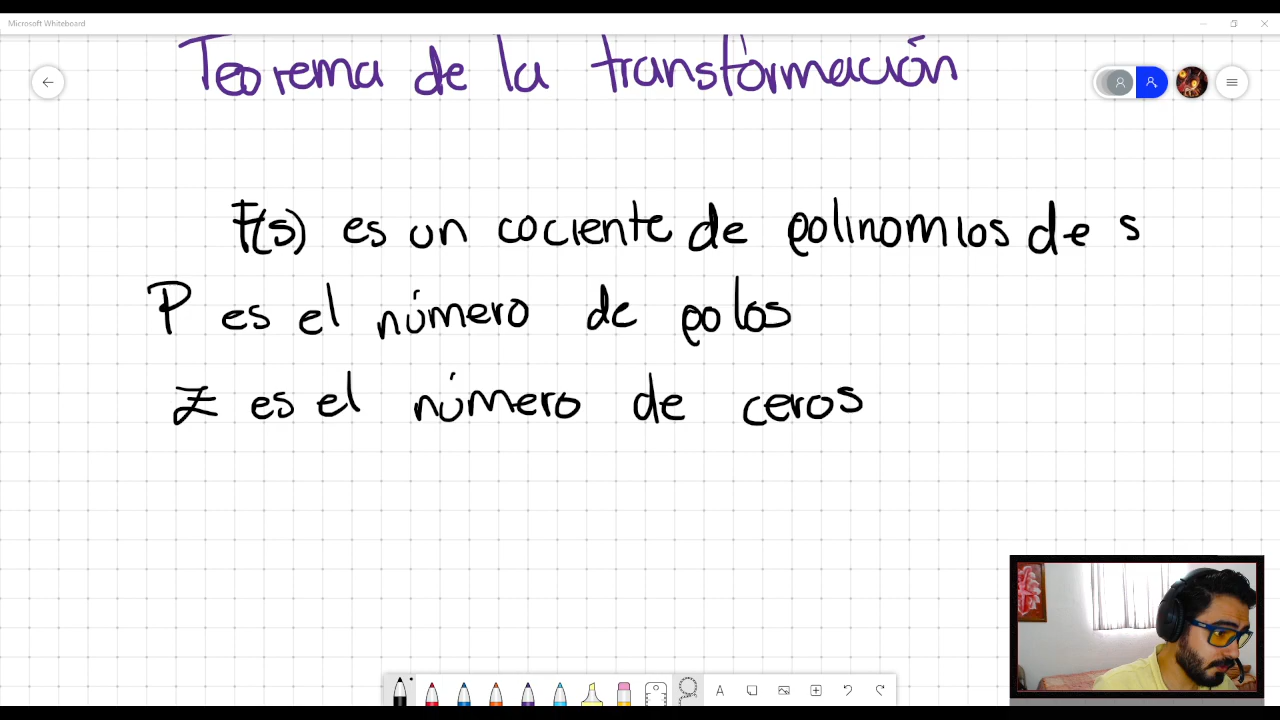 Microsoft Whiteboard
Teorema de la transformación
F(s) es un cociente de polinomios de s
P es el número de polos
Z es el número de ceros